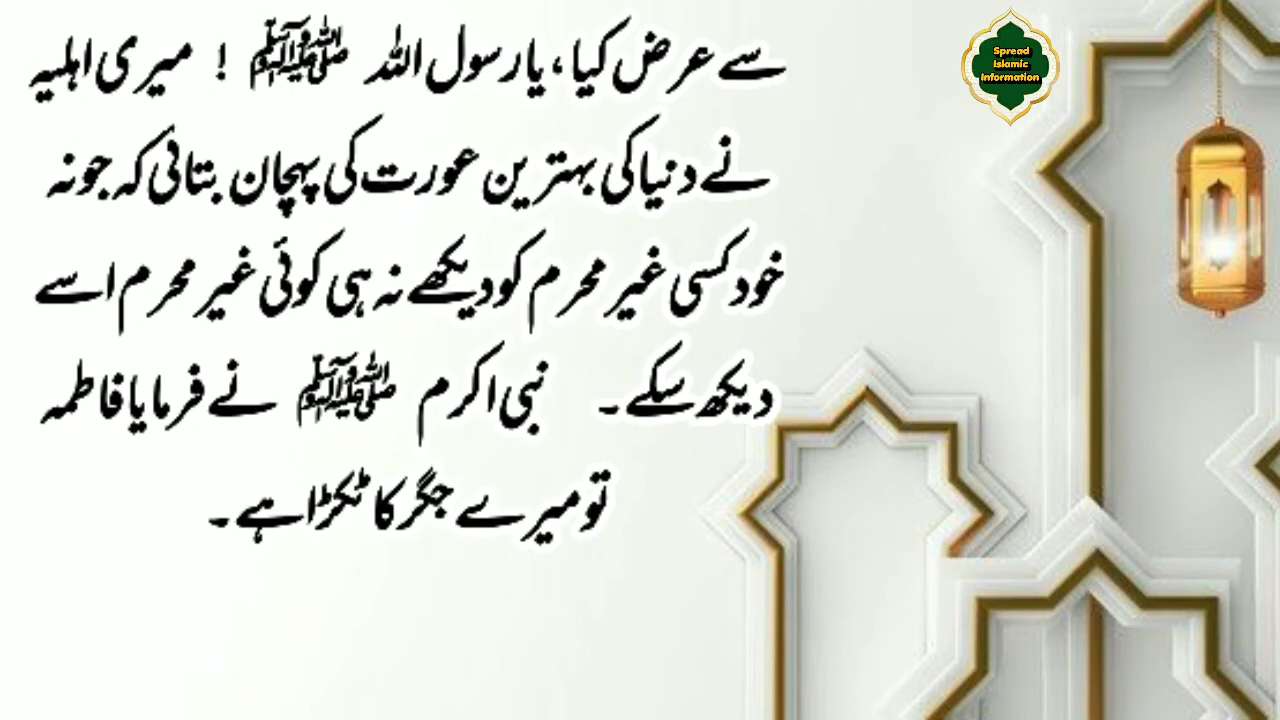 سے عرض کیا، یا رسول اللہ ﷺ ! میری اہلیہ
نے دنیا کی بہترین عورت کی پہچان بتائی کہ جو نہ
خود کسی غیر محرم کو دیکھے نہ ہی کوئی غیر محرم اسے
دیکھ سکے۔ نبی اکرم ﷺ نے فرمایا فاطمہ
تو میرے جگر کا ٹکڑا ہے۔
Spread
Islamic
Information